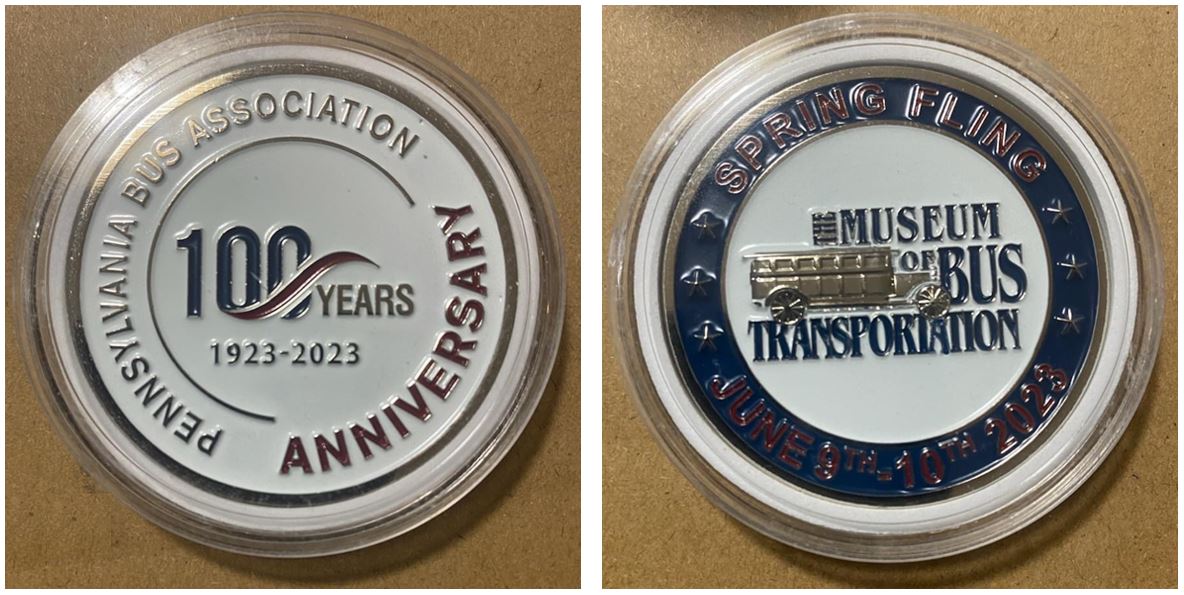 PENNSYLVANIA BUS ASSOCIATION
100
YEARS
1923-2023
ANNIVERSARY
SPRING FLING
THE MUSEUM
OF BUS
TRANSPORTATION
JUNE 9TH-10TH 2023